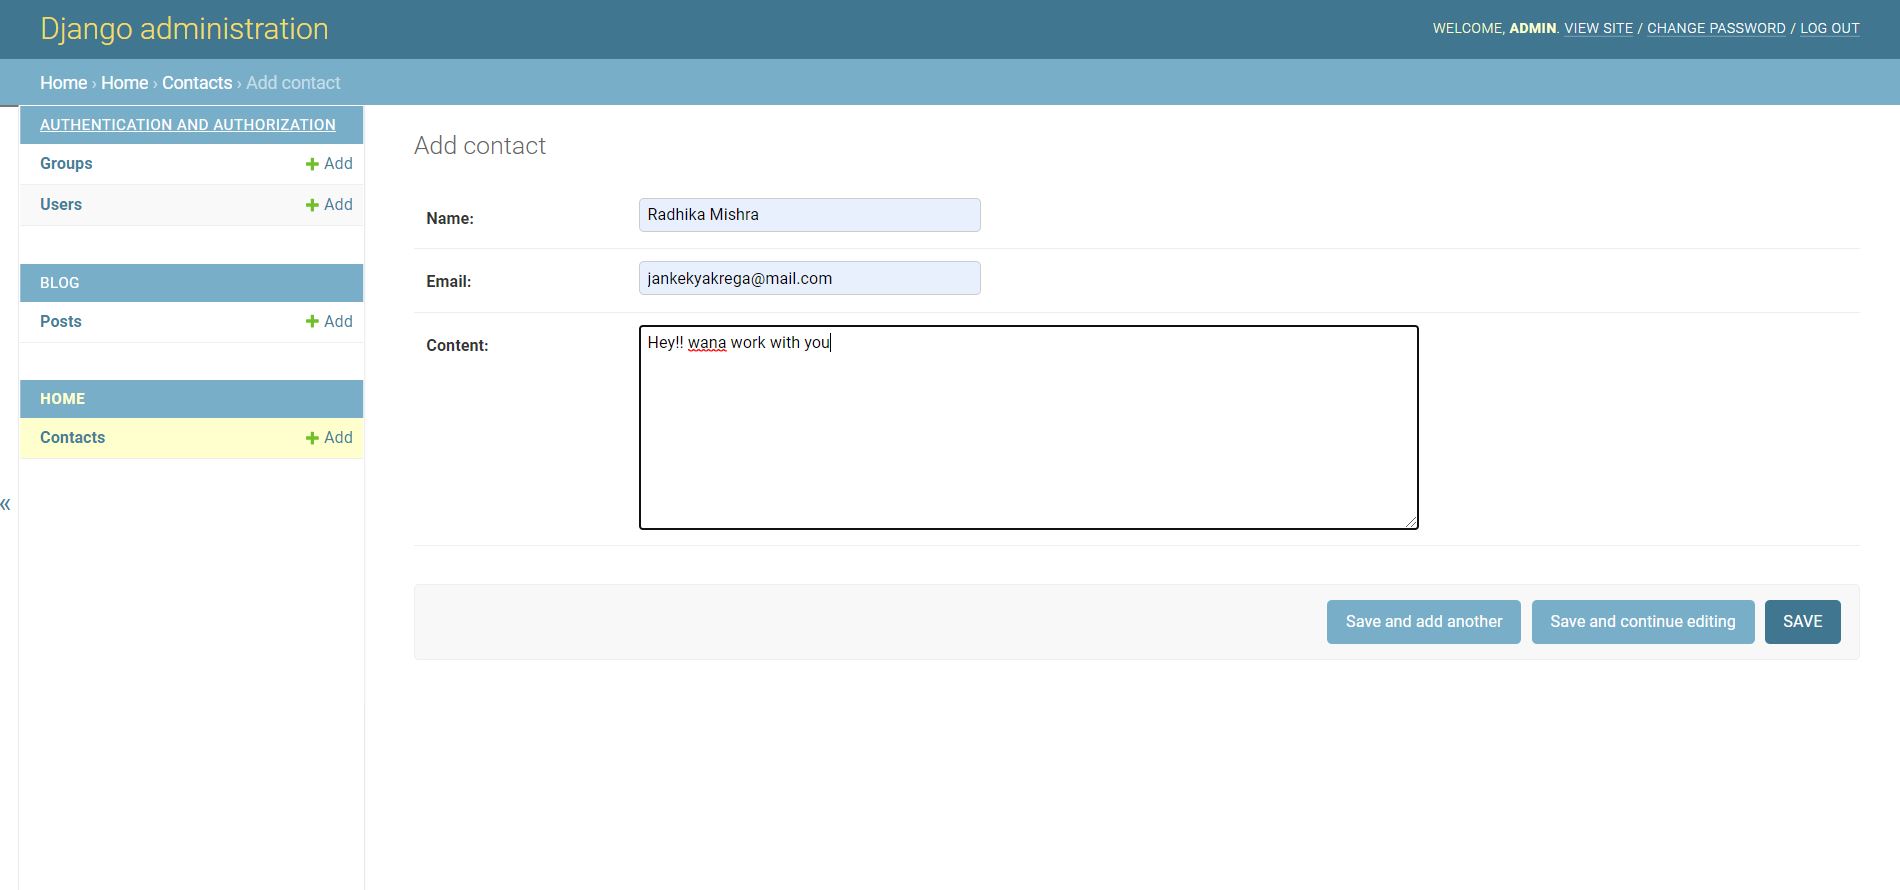 Django administration
WELCOME, ADMIN. VIEW SITE / CHANGE PASSWORD / LOG OUT
Home › Home › Contacts › Add contact
AUTHENTICATION AND AUTHORIZATION
Groups + Add
Users + Add
BLOG
Posts + Add
HOME
Contacts + Add
«
Add contact
Name: Radhika Mishra
Email: jankekyakrega@mail.com
Content: Hey!! wana work with you
Save and add another Save and continue editing SAVE